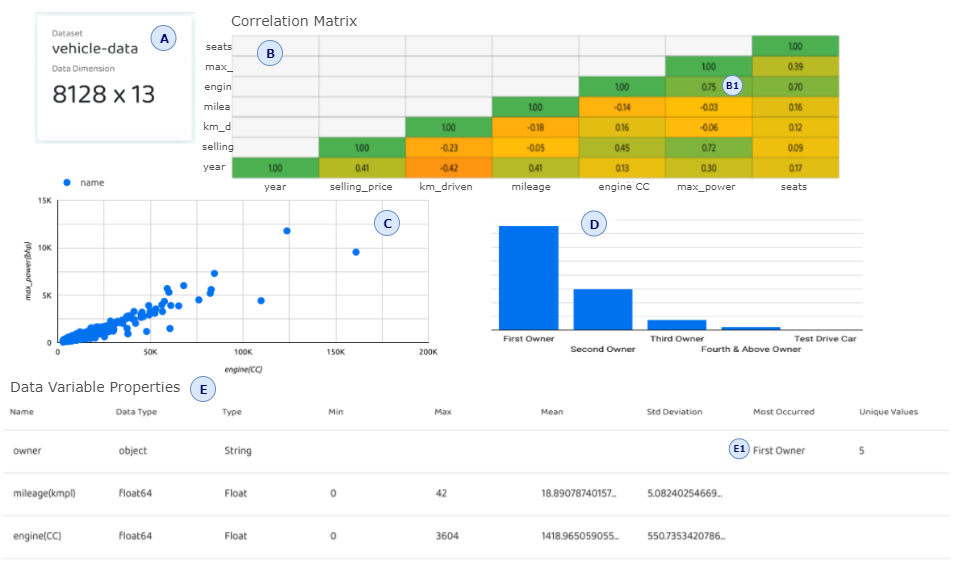 Correlation Matrix
Dataset
vehicle-data
Data Dimension
8128 x 13
A
B
seats 1.00
max_ 1.00 0.39
engin 1.00 0.75 B1 0.70
milea 1.00 -0.14 -0.03 0.16
km_d 1.00 -0.18 0.16 -0.06 0.12
selling 1.00 -0.23 -0.05 0.45 0.72 0.09
year 1.00 0.41 -0.42 0.41 0.13 0.30 0.17
year selling_price km_driven mileage engine CC max_power seats
name
C
15K
10K
5K
0
max_power(bhp)
0 50K 100K 150K 200K
engine(CC)
D
First Owner Third Owner Test Drive Car
Second Owner Fourth & Above Owner
Data Variable Properties E
Name Data Type Type Min Max Mean Std Deviation Most Occurred Unique Values
owner object String E1 First Owner 5
mileage(kmpl) float64 Float 0 42 18.89078740157... 5.08240254669...
engine(CC) float64 Float 0 3604 1418.965059055... 550.7353420786...